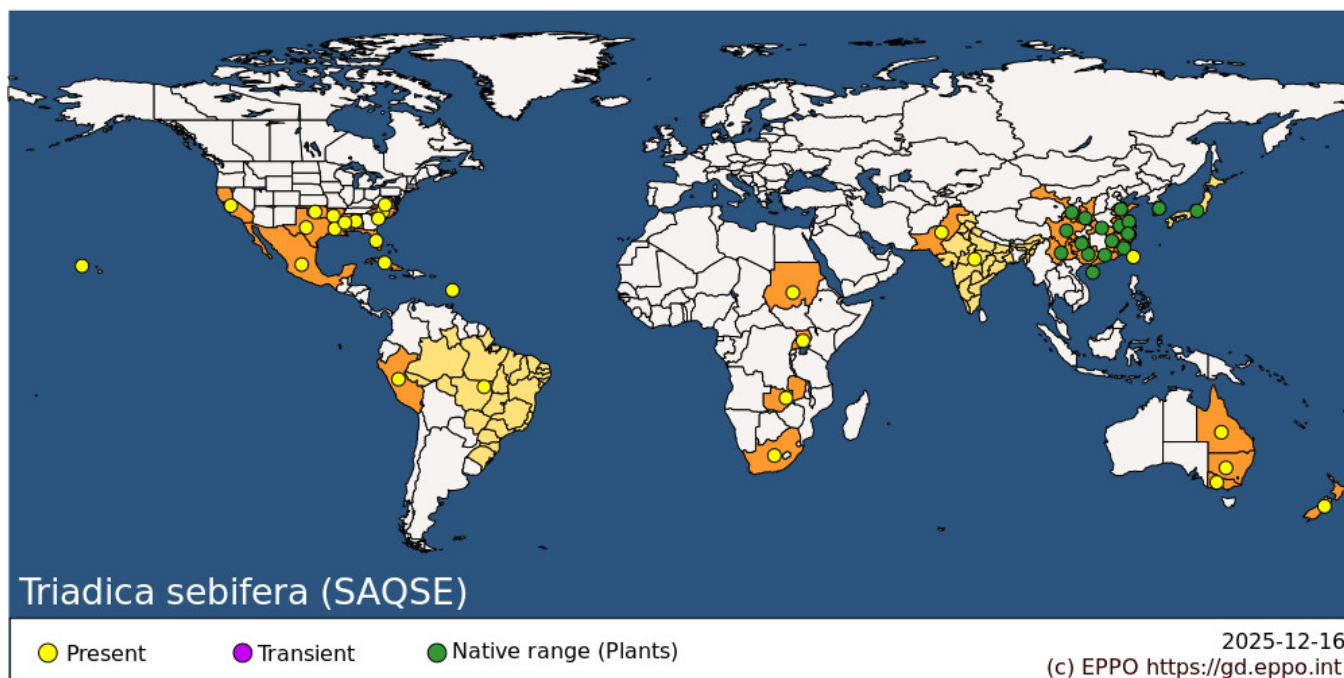 Triadica sebifera (SAQSE)
Present
Transient
Native range (Plants)
2025-12-16
(c) EPPO https://gd.eppo.int